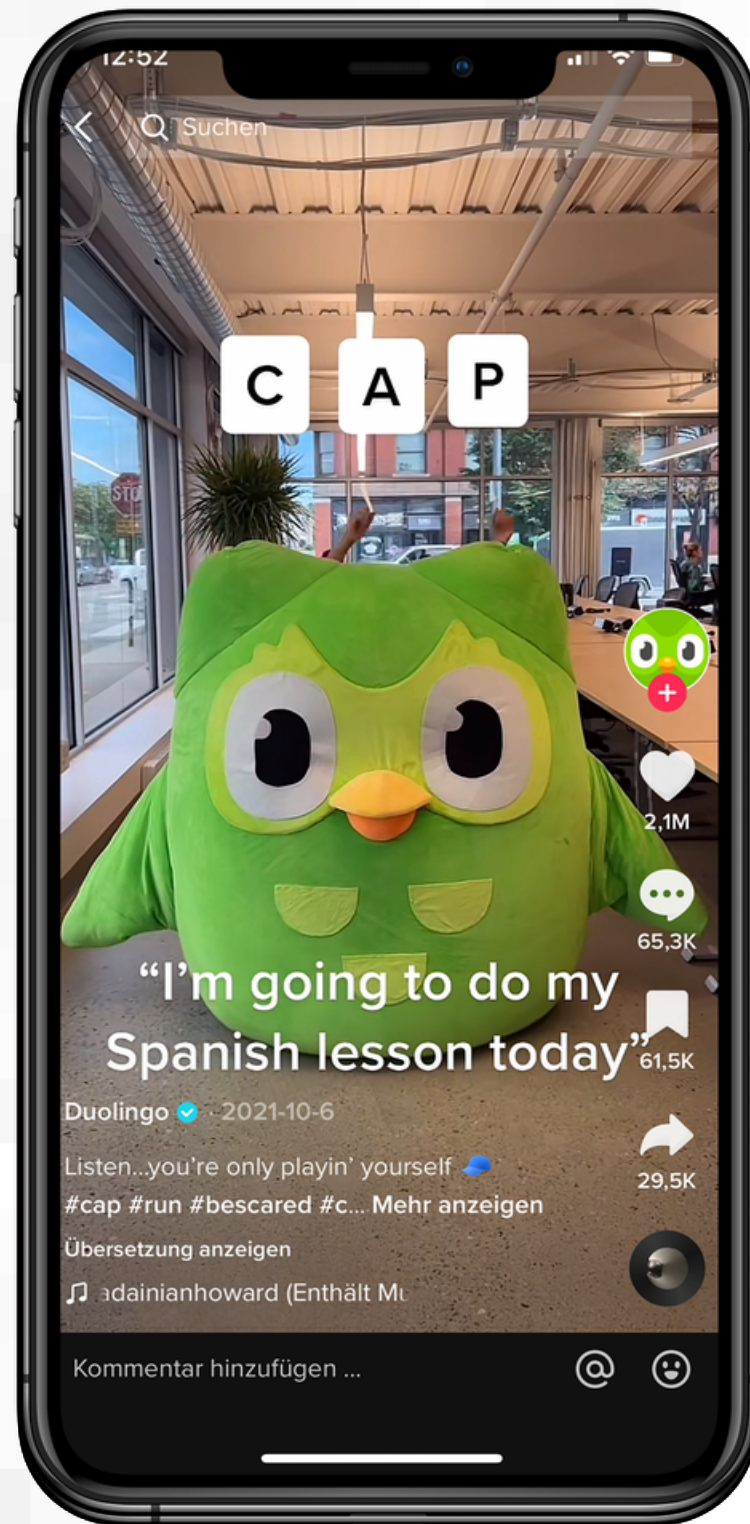 12:52
Suchen
C A P
STO
“I’m going to do my
Spanish lesson today”
2,1M
65,3K
61,5K
29,5K
Duolingo · 2021-10-6
Listen...you’re only playin’ yourself
#cap #run #bescared #c... Mehr anzeigen
Übersetzung anzeigen
adainianhoward (Enthält Mu
Kommentar hinzufügen ...